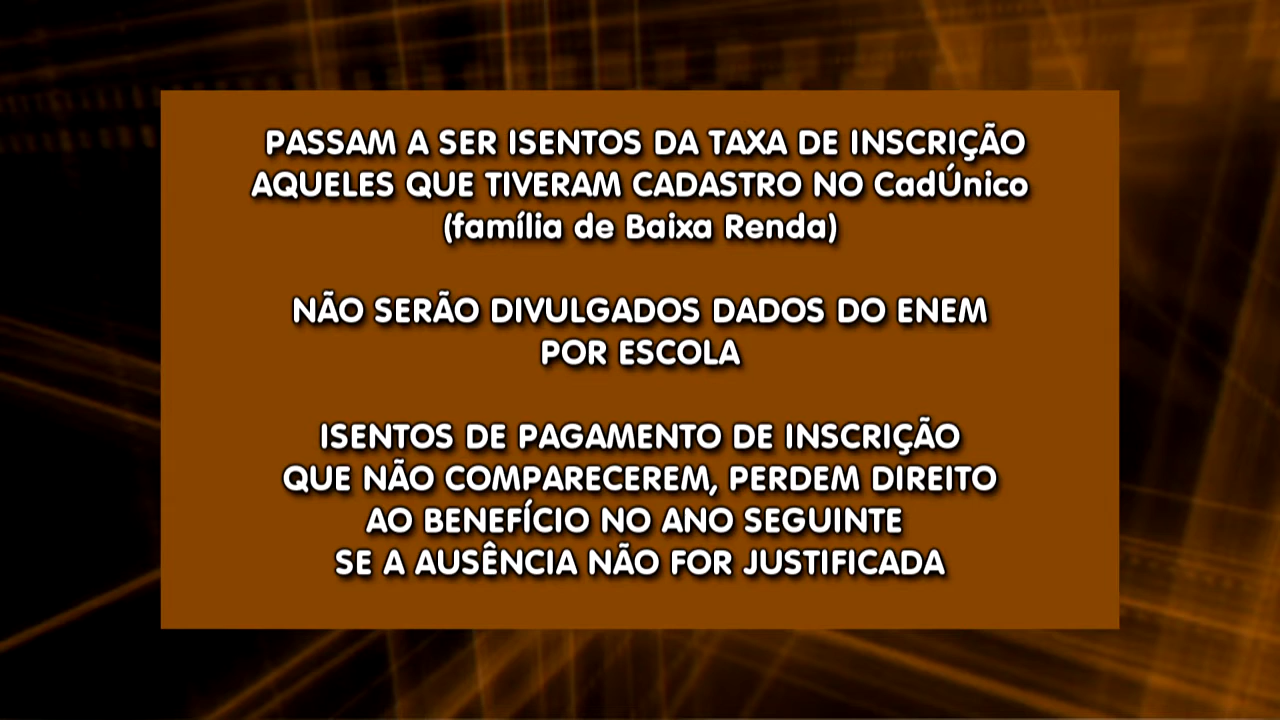 PASSAM A SER ISENTOS DA TAXA DE INSCRIÇÃO
AQUELES QUE TIVERAM CADASTRO NO CadÚnico
(família de Baixa Renda)
NÃO SERÃO DIVULGADOS DADOS DO ENEM
POR ESCOLA
ISENTOS DE PAGAMENTO DE INSCRIÇÃO
QUE NÃO COMPARECEREM, PERDEM DIREITO
AO BENEFÍCIO NO ANO SEGUINTE
SE A AUSÊNCIA NÃO FOR JUSTIFICADA